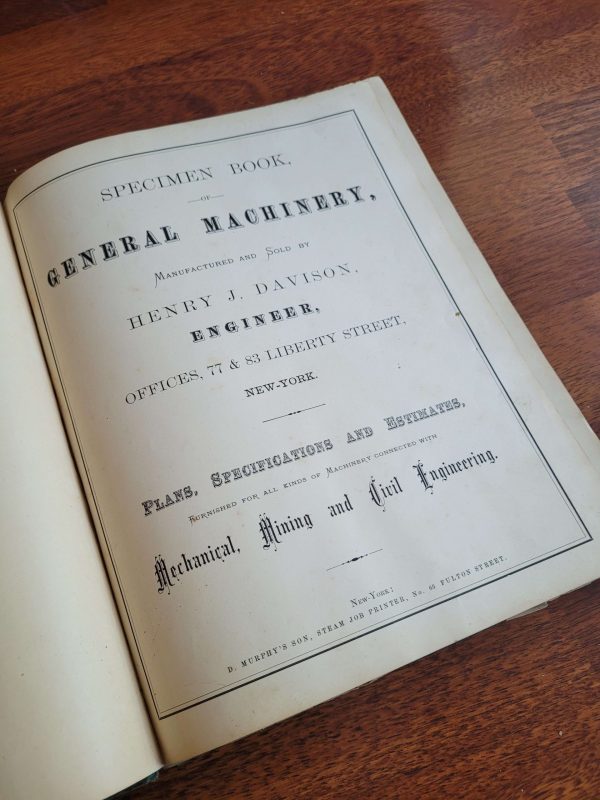 SPECIMEN BOOK,
—OF—
GENERAL MACHINERY,
MANUFACTURED AND SOLD BY
HENRY J. DAVISON,
ENGINEER,
OFFICES, 77 & 83 LIBERTY STREET,
NEW-YORK.
PLANS, SPECIFICATIONS AND ESTIMATES,
FURNISHED FOR ALL KINDS OF MACHINERY CONNECTED WITH
Mechanical, Mining and Civil Engineering.
NEW-YORK:
D. MURPHY'S SON, STEAM JOB PRINTER, No. 65 FULTON STREET.